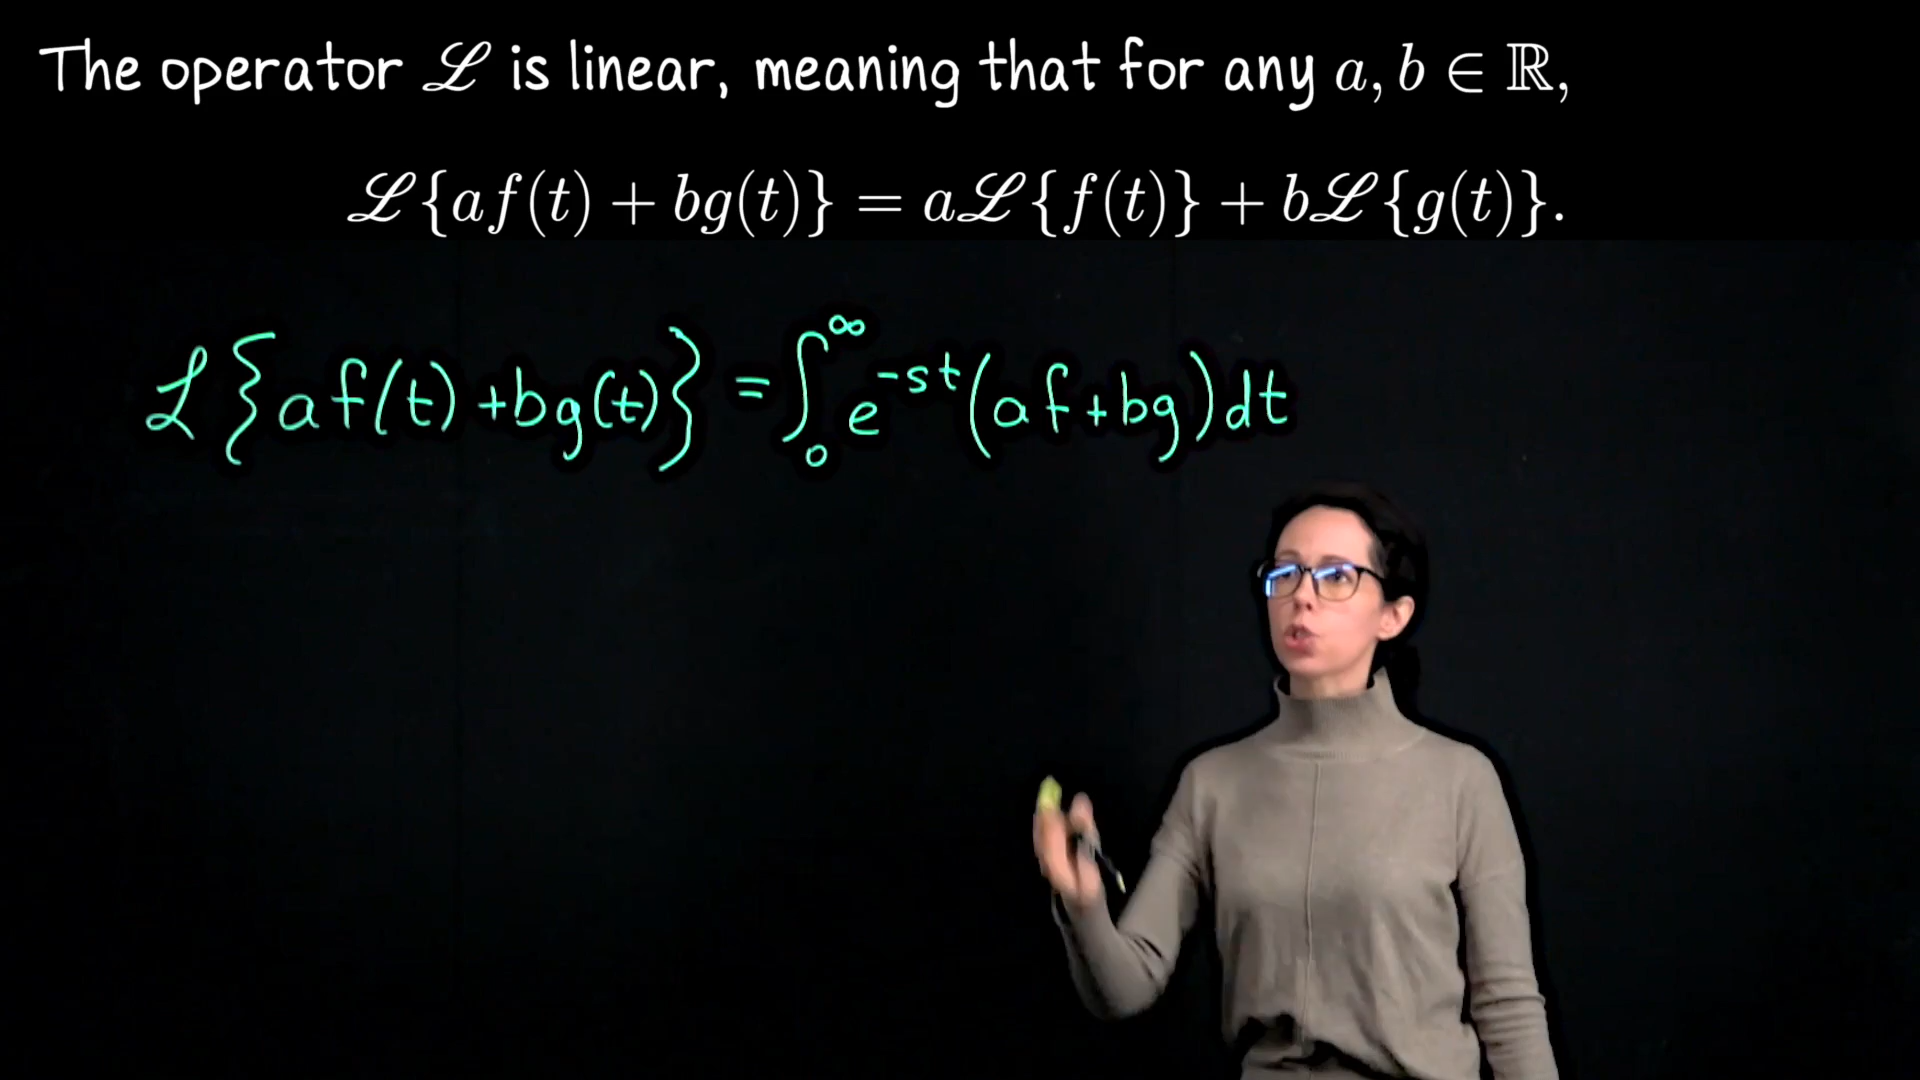 The operator ℒ is linear, meaning that for any a, b ∈ ℝ,
ℒ{af(t) + bg(t)} = aℒ{f(t)} + bℒ{g(t)}.
ℒ{af(t)+bg(t)} = ∫₀^∞ e^{-st}(af+bg)dt